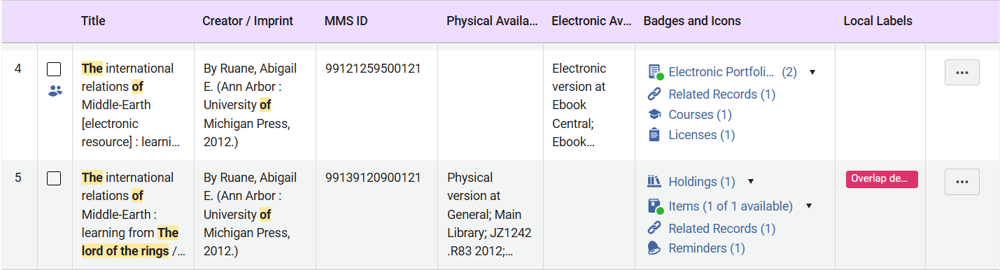 Title Creator / Imprint MMS ID Physical Availa... Electronic Av... Badges and Icons Local Labels
4
The international
relations of
Middle-Earth
[electronic
resource] : learni...
By Ruane, Abigail
E. (Ann Arbor :
University of
Michigan Press,
2012.)
99121259500121
Electronic
version at
Ebook
Central;
Ebook...
Electronic Portfoli... (2)
Related Records (1)
Courses (1)
Licenses (1)
5
The international
relations of
Middle-Earth :
learning from The
lord of the rings /...
By Ruane, Abigail
E. (Ann Arbor :
University of
Michigan Press,
2012.)
99139120900121
Physical
version at
General; Main
Library; JZ1242
.R83 2012;...
Holdings (1)
Items (1 of 1 available)
Related Records (1)
Reminders (1)
Overlap de...